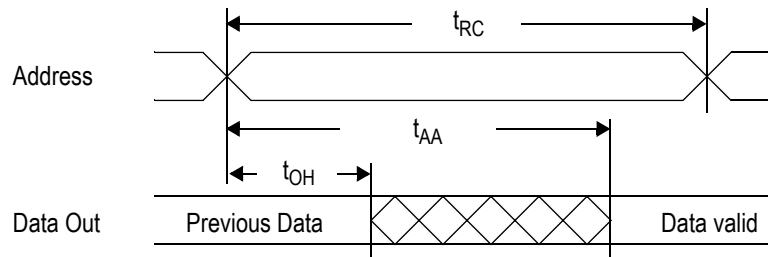 tRC
Address
tAA
tOH
Data Out
Previous Data
Data valid